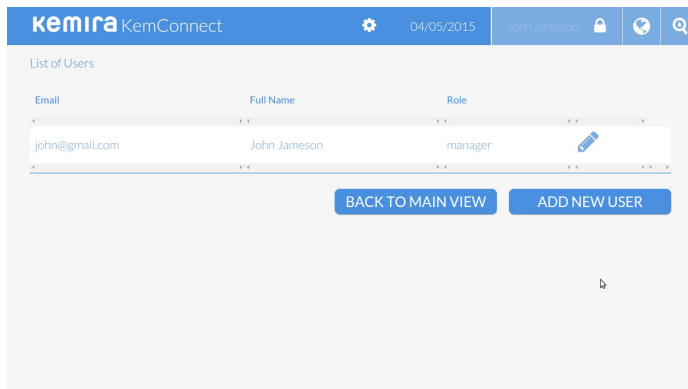 kemira KemConnect 04/05/2015 John Jameson
List of Users
Email Full Name Role
john@gmail.com John Jameson manager
BACK TO MAIN VIEW ADD NEW USER